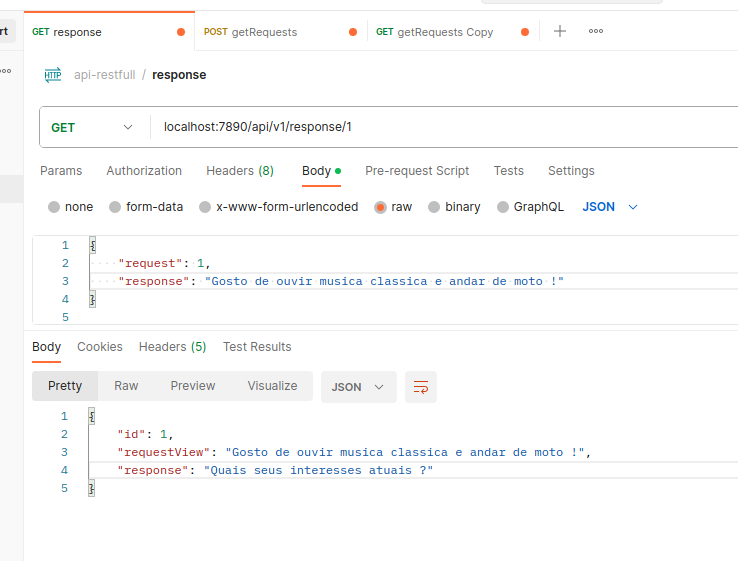 rt
GET response
POST getRequests
GET getRequests Copy
HTTP api-restfull / response
GET localhost:7890/api/v1/response/1
Params Authorization Headers (8) Body Pre-request Script Tests Settings
none form-data x-www-form-urlencoded raw binary GraphQL JSON
1 {
2 "request": 1,
3 "response": "Gosto de ouvir musica classica e andar de moto !"
4 }
5
Body Cookies Headers (5) Test Results
Pretty Raw Preview Visualize JSON
1 {
2 "id": 1,
3 "requestView": "Gosto de ouvir musica classica e andar de moto !",
4 "response": "Quais seus interesses atuais ?"
5 }